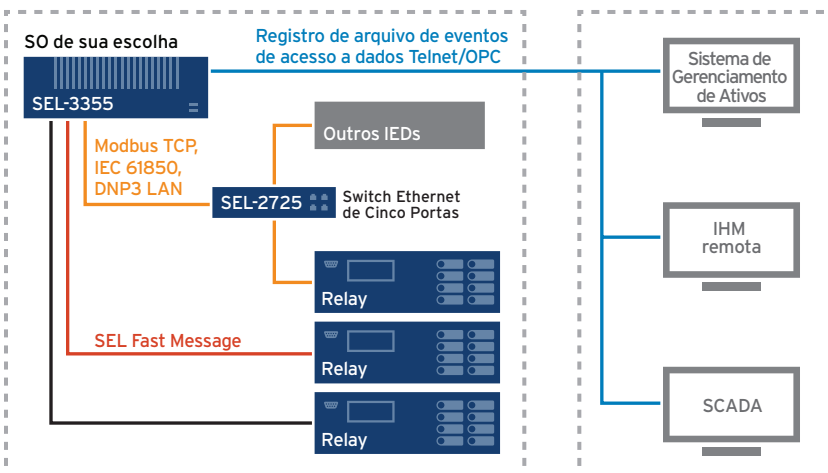 SO de sua escolha
SEL-3355
Registro de arquivo de eventos
de acesso a dados Telnet/OPC
Modbus TCP,
IEC 61850,
DNP3 LAN
Outros IEDs
SEL-2725
Switch Ethernet
de Cinco Portas
Relay
SEL Fast Message
Relay
Relay
Sistema de
Gerenciamento
de Ativos
IHM
remota
SCADA